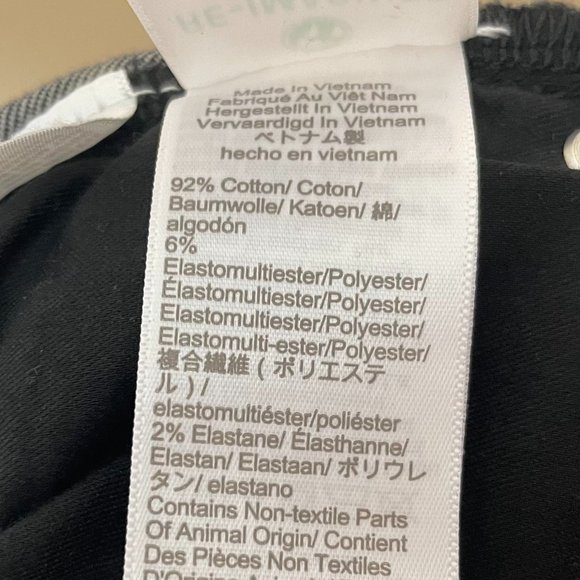 Made In Vietnam
Fabriqué Au Viêt Nam
Hergestellt In Vietnam
Vervaardigd In Vietnam
ベトナム製
hecho en vietnam
92% Cotton/ Coton/
Baumwolle/ Katoen/ 綿/
algodón
6%
Elastomultiester/Polyester/
Élastomultiester/Polyester/
Elastomultiester/Polyester/
Elastomulti-ester/Polyester/
複合繊維 ( ポリエステ
ル ) /
elastomultiéster/poliéster
2% Elastane/ Élasthanne/
Elastan/ Elastaan/ ポリウレ
タン/ elastano
Contains Non-textile Parts
Of Animal Origin/ Contient
Des Pièces Non Textiles